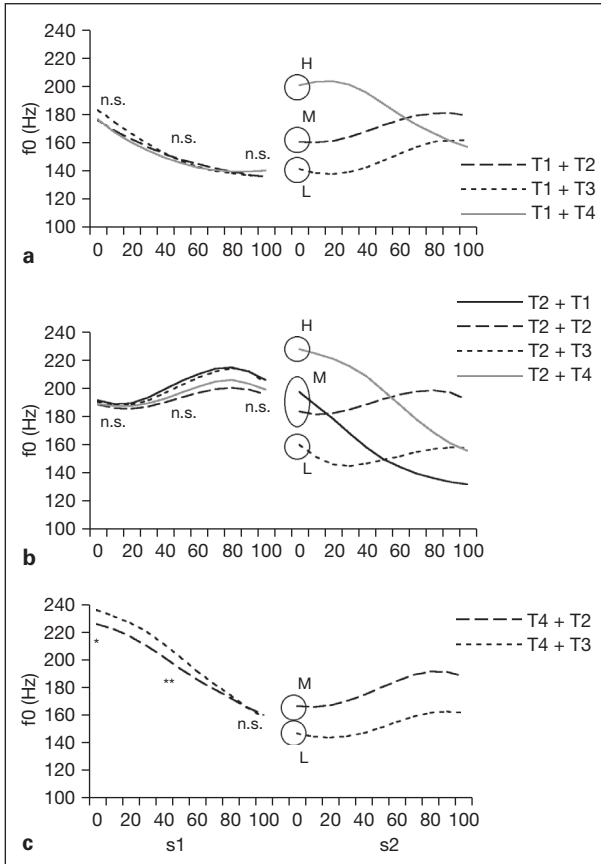 240
220
200
180
160
140
120
100
f0 (Hz)
n.s.
n.s.
n.s.
H
M
L
0 20 40 60 80 100
0 20 40 60 80 100
T1 + T2
T1 + T3
T1 + T4
a
240
220
200
180
160
140
120
100
f0 (Hz)
n.s.
n.s.
n.s.
H
M
L
0 20 40 60 80 100
0 20 40 60 80 100
T2 + T1
T2 + T2
T2 + T3
T2 + T4
b
240
220
200
180
160
140
120
100
f0 (Hz)
*
**
n.s.
M
L
0 20 40 60 80 100
0 20 40 60 80 100
T4 + T2
T4 + T3
c
s1
s2